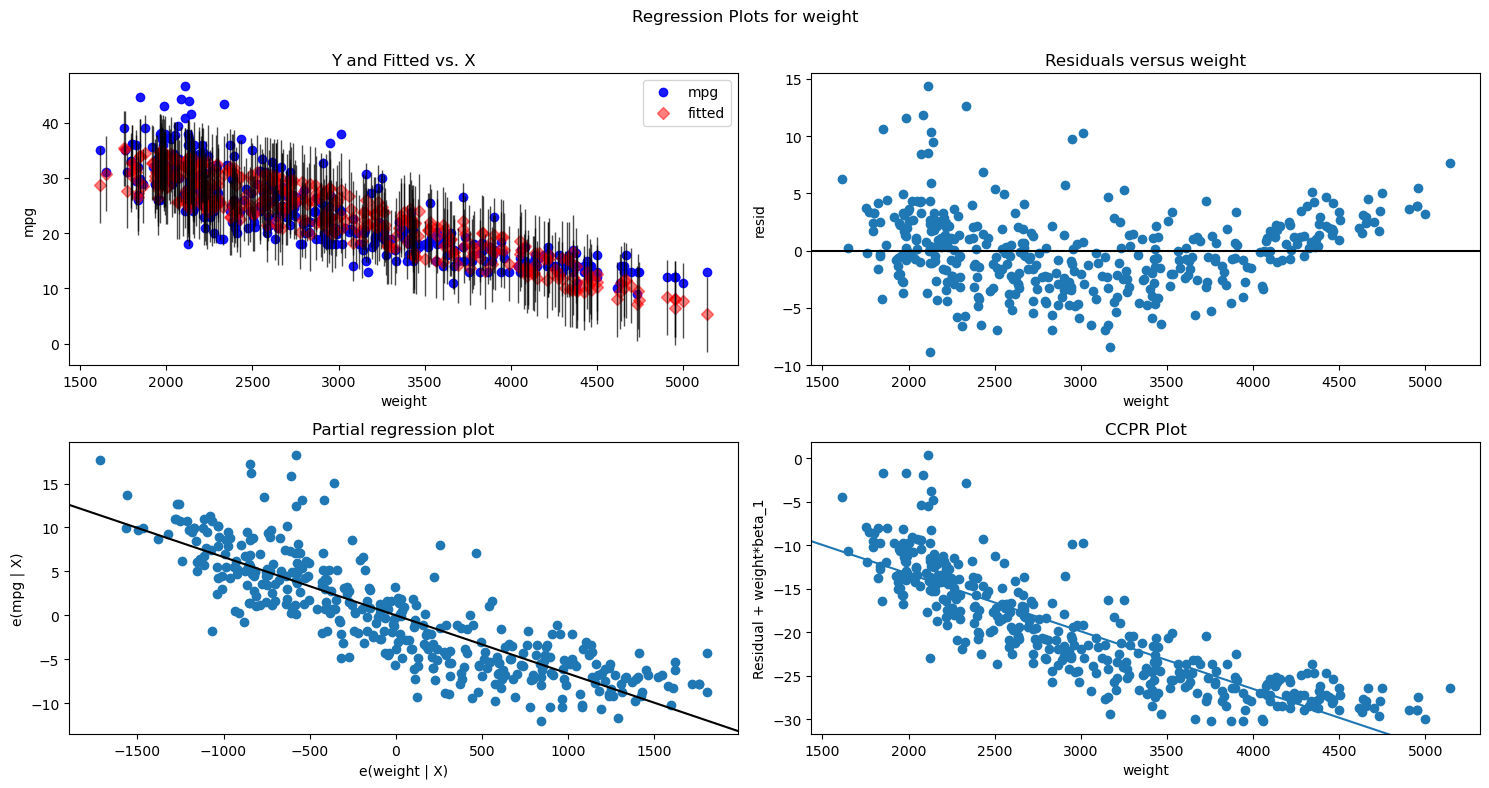 Regression Plots for weight
Y and Fitted vs. X
mpg
fitted
40
30
20
10
0
mpg
1500 2000 2500 3000 3500 4000 4500 5000
weight
Residuals versus weight
15
10
5
0
−5
−10
resid
1500 2000 2500 3000 3500 4000 4500 5000
weight
Partial regression plot
15
10
5
0
−5
−10
e(mpg | X)
−1500 −1000 −500 0 500 1000 1500
e(weight | X)
CCPR Plot
0
−5
−10
−15
−20
−25
−30
Residual + weight*beta_1
1500 2000 2500 3000 3500 4000 4500 5000
weight